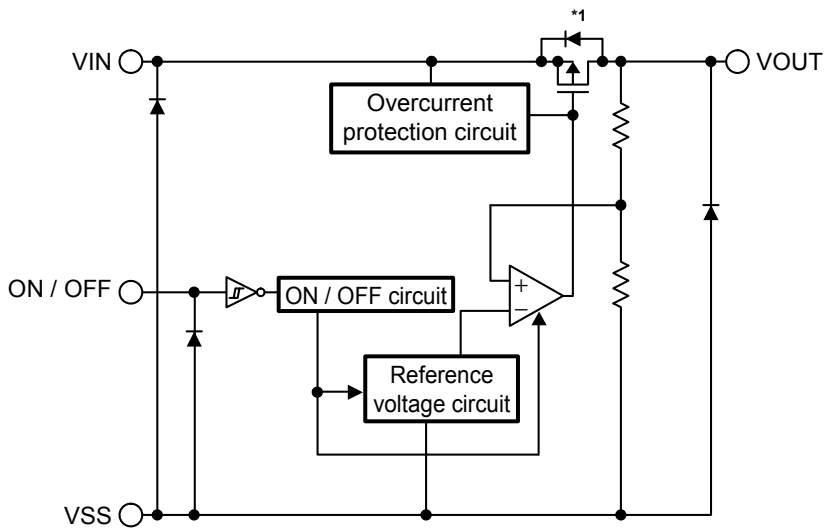 *1
VIN
VOUT
Overcurrent
protection circuit
ON / OFF
ON / OFF circuit
+
−
Reference
voltage circuit
VSS